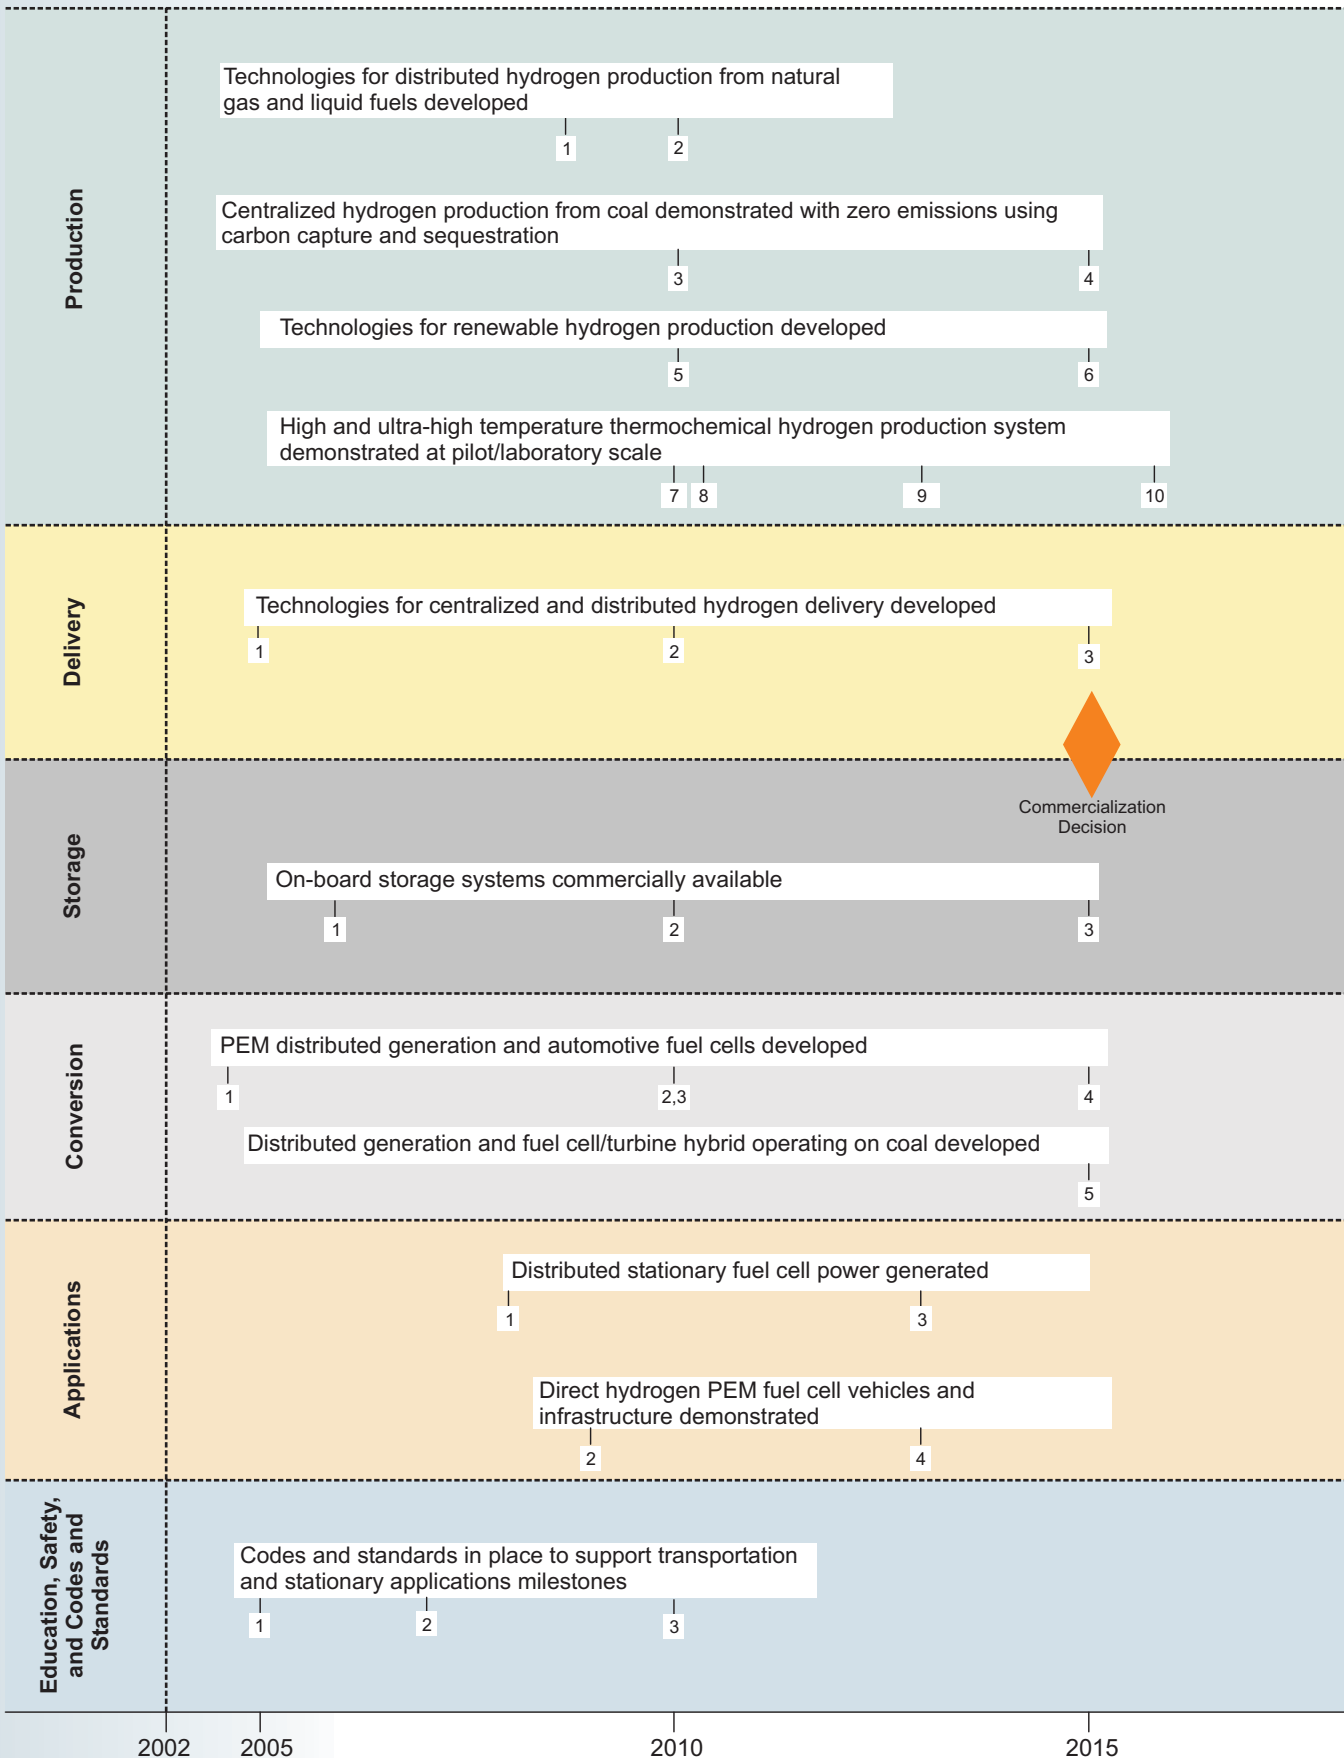 Production
Technologies for distributed hydrogen production from natural
gas and liquid fuels developed
1
2
Centralized hydrogen production from coal demonstrated with zero emissions using
carbon capture and sequestration
3
4
Technologies for renewable hydrogen production developed
5
6
High and ultra-high temperature thermochemical hydrogen production system
demonstrated at pilot/laboratory scale
7
8
9
10
Delivery
Technologies for centralized and distributed hydrogen delivery developed
1
2
3
Commercialization
Decision
Storage
On-board storage systems commercially available
1
2
3
Conversion
PEM distributed generation and automotive fuel cells developed
1
2,3
4
Distributed generation and fuel cell/turbine hybrid operating on coal developed
5
Applications
Distributed stationary fuel cell power generated
1
3
Direct hydrogen PEM fuel cell vehicles and
infrastructure demonstrated
2
4
Education, Safety,
and Codes and
Standards
Codes and standards in place to support transportation
and stationary applications milestones
1
2
3
2002
2005
2010
2015